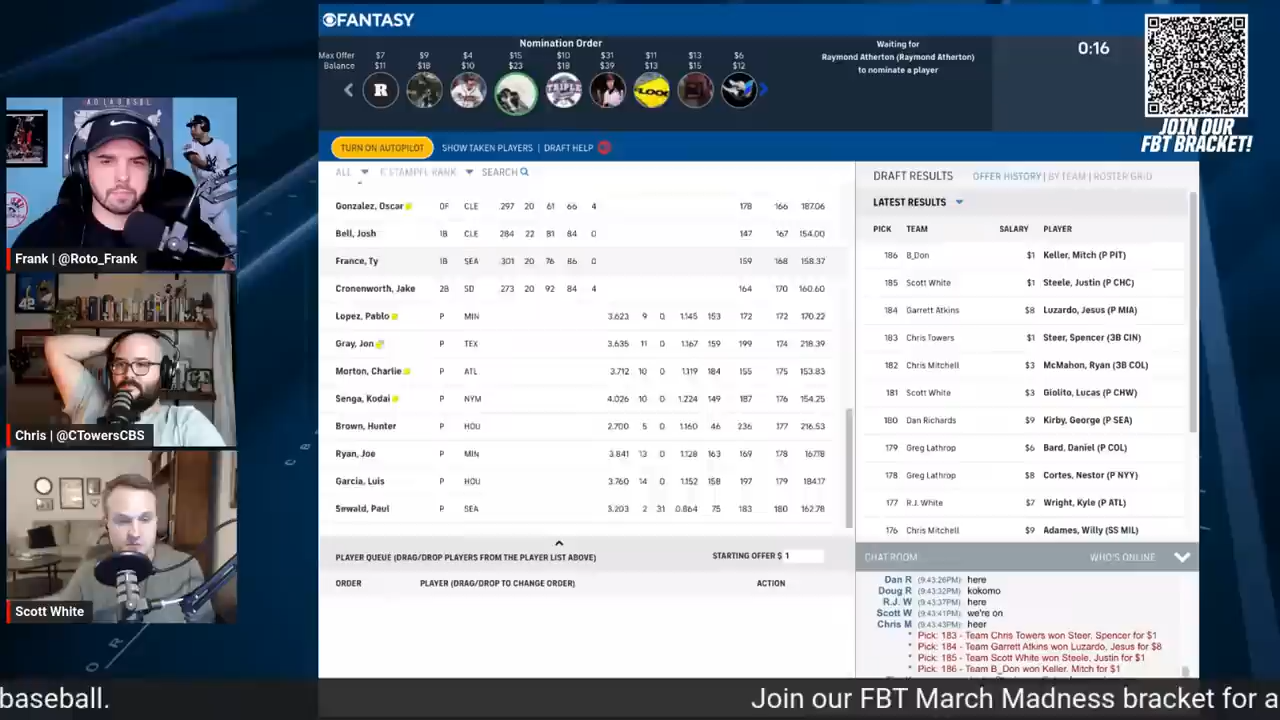 FANTASY
Nomination Order
Max Offer $7 $9 $4 $15 $10 $31 $11 $13 $6
Balance $11 $18 $10 $23 $18 $39 $13 $15 $12
Waiting for
Raymond Atherton (Raymond Atherton)
to nominate a player
0:16
JOIN OUR
FBT BRACKET!
R
TRIPLE
TURN ON AUTOPILOT SHOW TAKEN PLAYERS | DRAFT HELP
ALL RANK SEARCH
Gonzalez, Oscar OF CLE .297 20 61 66 4 178 166 187.06
Bell, Josh 1B CLE .284 22 81 84 0 147 167 154.00
France, Ty 1B SEA .301 20 76 86 0 159 168 158.37
Cronenworth, Jake 2B SD .273 20 92 84 4 164 170 160.60
Lopez, Pablo P MIN 3.623 9 0 1.145 153 172 172 170.22
Gray, Jon P TEX 3.635 11 0 1.167 159 199 174 218.39
Morton, Charlie P ATL 3.712 10 0 1.119 184 155 175 153.83
Senga, Kodai P NYM 4.026 10 0 1.224 149 187 176 154.25
Brown, Hunter P HOU 2.700 5 0 1.160 46 236 177 216.53
Ryan, Joe P MIN 3.841 13 0 1.128 163 169 178 167.78
Garcia, Luis P HOU 3.760 14 0 1.152 158 197 179 184.17
Sewald, Paul P SEA 3.203 2 31 0.864 75 183 180 162.78
PLAYER QUEUE (DRAG/DROP PLAYERS FROM THE PLAYER LIST ABOVE) STARTING OFFER $ 1
ORDER PLAYER (DRAG/DROP TO CHANGE ORDER) ACTION
DRAFT RESULTS OFFER HISTORY | BY TEAM | ROSTER GRID
LATEST RESULTS
PICK TEAM SALARY PLAYER
186 B_Don $1 Keller, Mitch (P PIT)
185 Scott White $1 Steele, Justin (P CHC)
184 Garrett Atkins $8 Luzardo, Jesus (P MIA)
183 Chris Towers $1 Steer, Spencer (3B CIN)
182 Chris Mitchell $3 McMahon, Ryan (3B COL)
181 Scott White $3 Giolito, Lucas (P CHW)
180 Dan Richards $9 Kirby, George (P SEA)
179 Greg Lathrop $6 Bard, Daniel (P COL)
178 Greg Lathrop $8 Cortes, Nestor (P NYY)
177 R.J. White $7 Wright, Kyle (P ATL)
176 Chris Mitchell $9 Adames, Willy (SS MIL)
CHAT ROOM WHO'S ONLINE
Dan R (9:43:26PM): here
Doug R (9:43:32PM): kokomo
R.J. W (9:43:37PM): here
Scott W (9:43:41PM): we're on
Chris M (9:43:43PM): heer
* Pick: 183 - Team Chris Towers won Steer, Spencer for $1
* Pick: 184 - Team Garrett Atkins won Luzardo, Jesus for $8
* Pick: 185 - Team Scott White won Steele, Justin for $1
* Pick: 186 - Team B_Don won Keller, Mitch for $1
Frank | @Roto_Frank
42
Chris | @CTowersCBS
Scott White
baseball. Join our FBT March Madness bracket for a